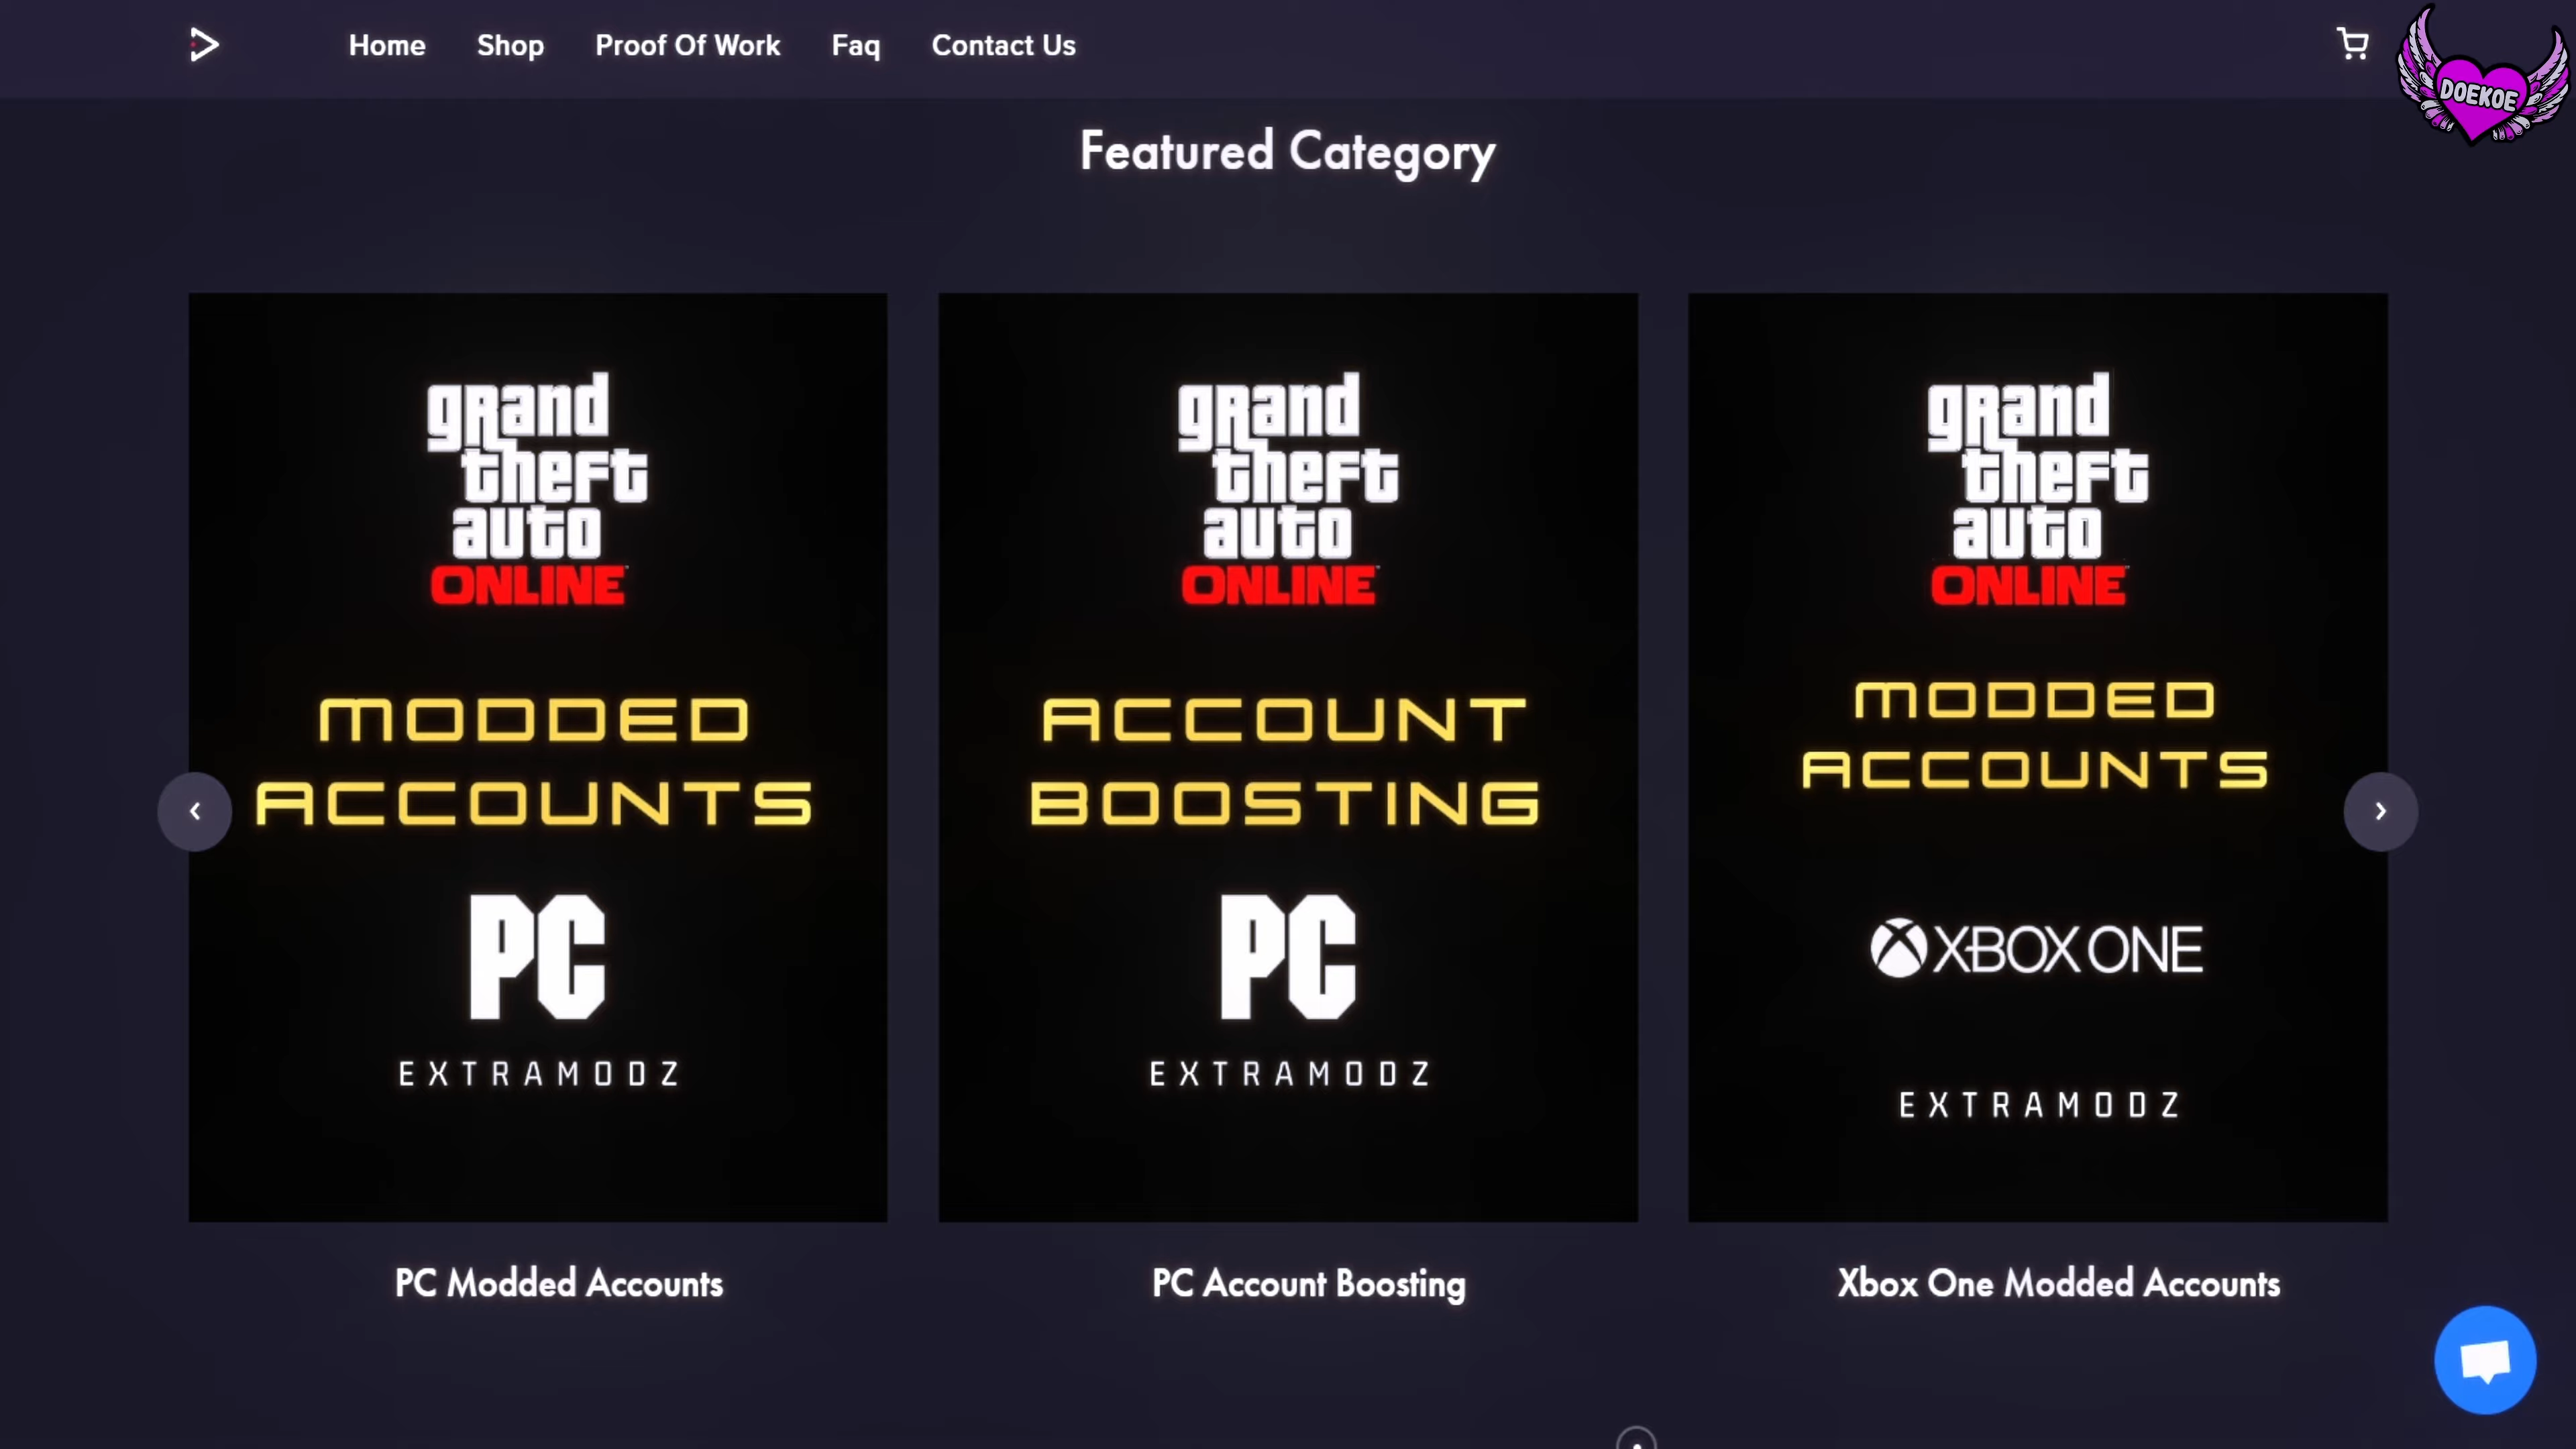 Home Shop Proof Of Work Faq Contact Us
DOEKOE
Featured Category
grand
theft
auto
ONLINE
MODDED
ACCOUNTS
PC
EXTRAMODZ
PC Modded Accounts
grand
theft
auto
ONLINE
ACCOUNT
BOOSTING
PC
EXTRAMODZ
PC Account Boosting
grand
theft
auto
ONLINE
MODDED
ACCOUNTS
XBOX ONE
EXTRAMODZ
Xbox One Modded Accounts